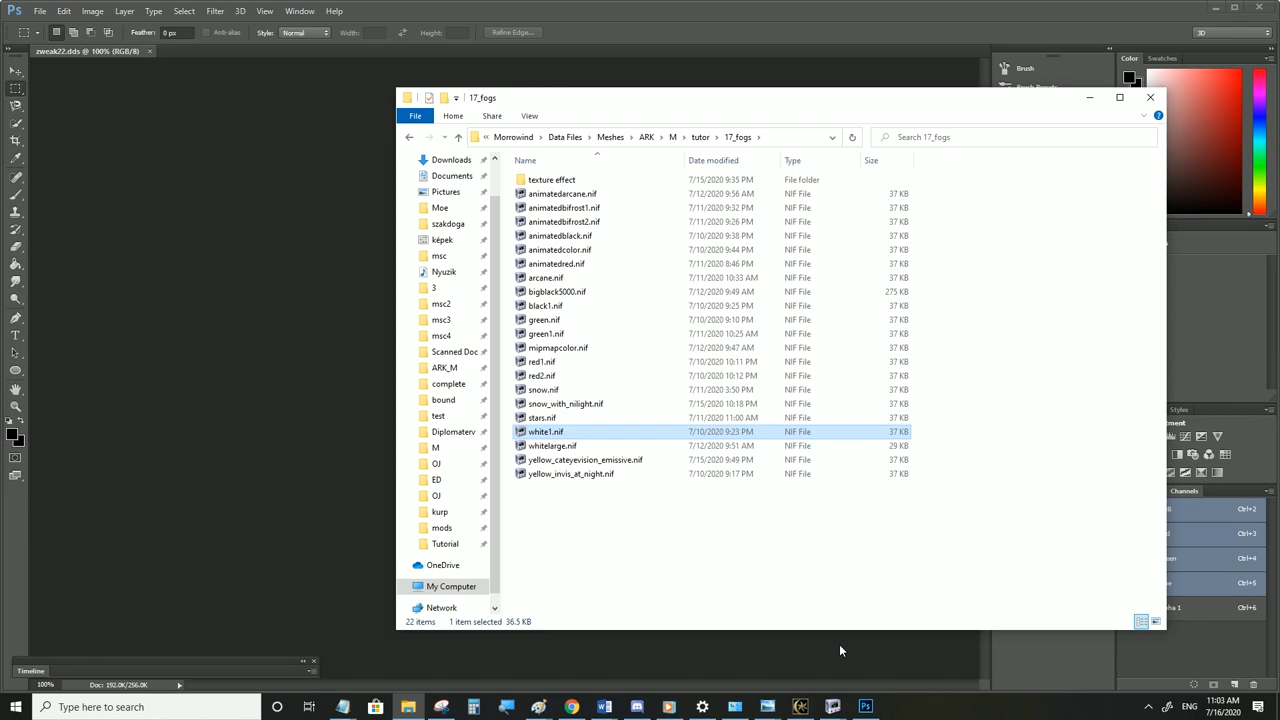 Ps File Edit Image Layer Type Select Filter 3D View Window Help
Feather: 0 px Anti-alias Style: Normal Width: Height: Refine Edge... 3D
zweak22.dds @ 100% (RGB/8) ×
Color Swatches
Brush
17_fogs
File Home Share View
« Morrowind › Data Files › Meshes › ARK › M › tutor › 17_fogs ›
Search 17_fogs
Name Date modified Type Size
Downloads
Documents
Pictures
Moe
szakdoga
képek
msc
Nyuzik
3
msc2
msc3
msc4
Scanned Doc
ARK_M
complete
bound
test
Diplomaterv
M
OJ
ED
OJ
kurp
mods
Tutorial
OneDrive
My Computer
Network
texture effect 7/15/2020 9:35 PM File folder
animatedarcane.nif 7/12/2020 9:56 AM NIF File 37 KB
animatedbifrost1.nif 7/11/2020 9:32 PM NIF File 37 KB
animatedbifrost2.nif 7/11/2020 9:26 PM NIF File 37 KB
animatedblack.nif 7/10/2020 9:38 PM NIF File 37 KB
animatedcolor.nif 7/10/2020 9:44 PM NIF File 37 KB
animatedred.nif 7/11/2020 8:46 PM NIF File 37 KB
arcane.nif 7/11/2020 10:33 AM NIF File 37 KB
bigblack5000.nif 7/12/2020 9:49 AM NIF File 275 KB
black1.nif 7/10/2020 9:25 PM NIF File 37 KB
green.nif 7/10/2020 9:10 PM NIF File 37 KB
green1.nif 7/11/2020 10:25 AM NIF File 37 KB
mipmapcolor.nif 7/12/2020 9:47 AM NIF File 37 KB
red1.nif 7/10/2020 10:11 PM NIF File 37 KB
red2.nif 7/10/2020 10:12 PM NIF File 37 KB
snow.nif 7/11/2020 3:50 PM NIF File 37 KB
snow_with_nilight.nif 7/15/2020 10:18 PM NIF File 37 KB
stars.nif 7/11/2020 11:00 AM NIF File 37 KB
white1.nif 7/10/2020 9:23 PM NIF File 37 KB
whitelarge.nif 7/12/2020 9:51 AM NIF File 29 KB
yellow_cateyevision_emissive.nif 7/15/2020 9:49 PM NIF File 37 KB
yellow_invis_at_night.nif 7/10/2020 9:17 PM NIF File 37 KB
22 items 1 item selected 36.5 KB
Styles
Channels
Ctrl+2
Ctrl+3
Ctrl+4
Ctrl+5
Ctrl+6
Timeline
100% Doc: 192.0K/256.0K
Type here to search
ENG
11:03 AM
7/16/2020